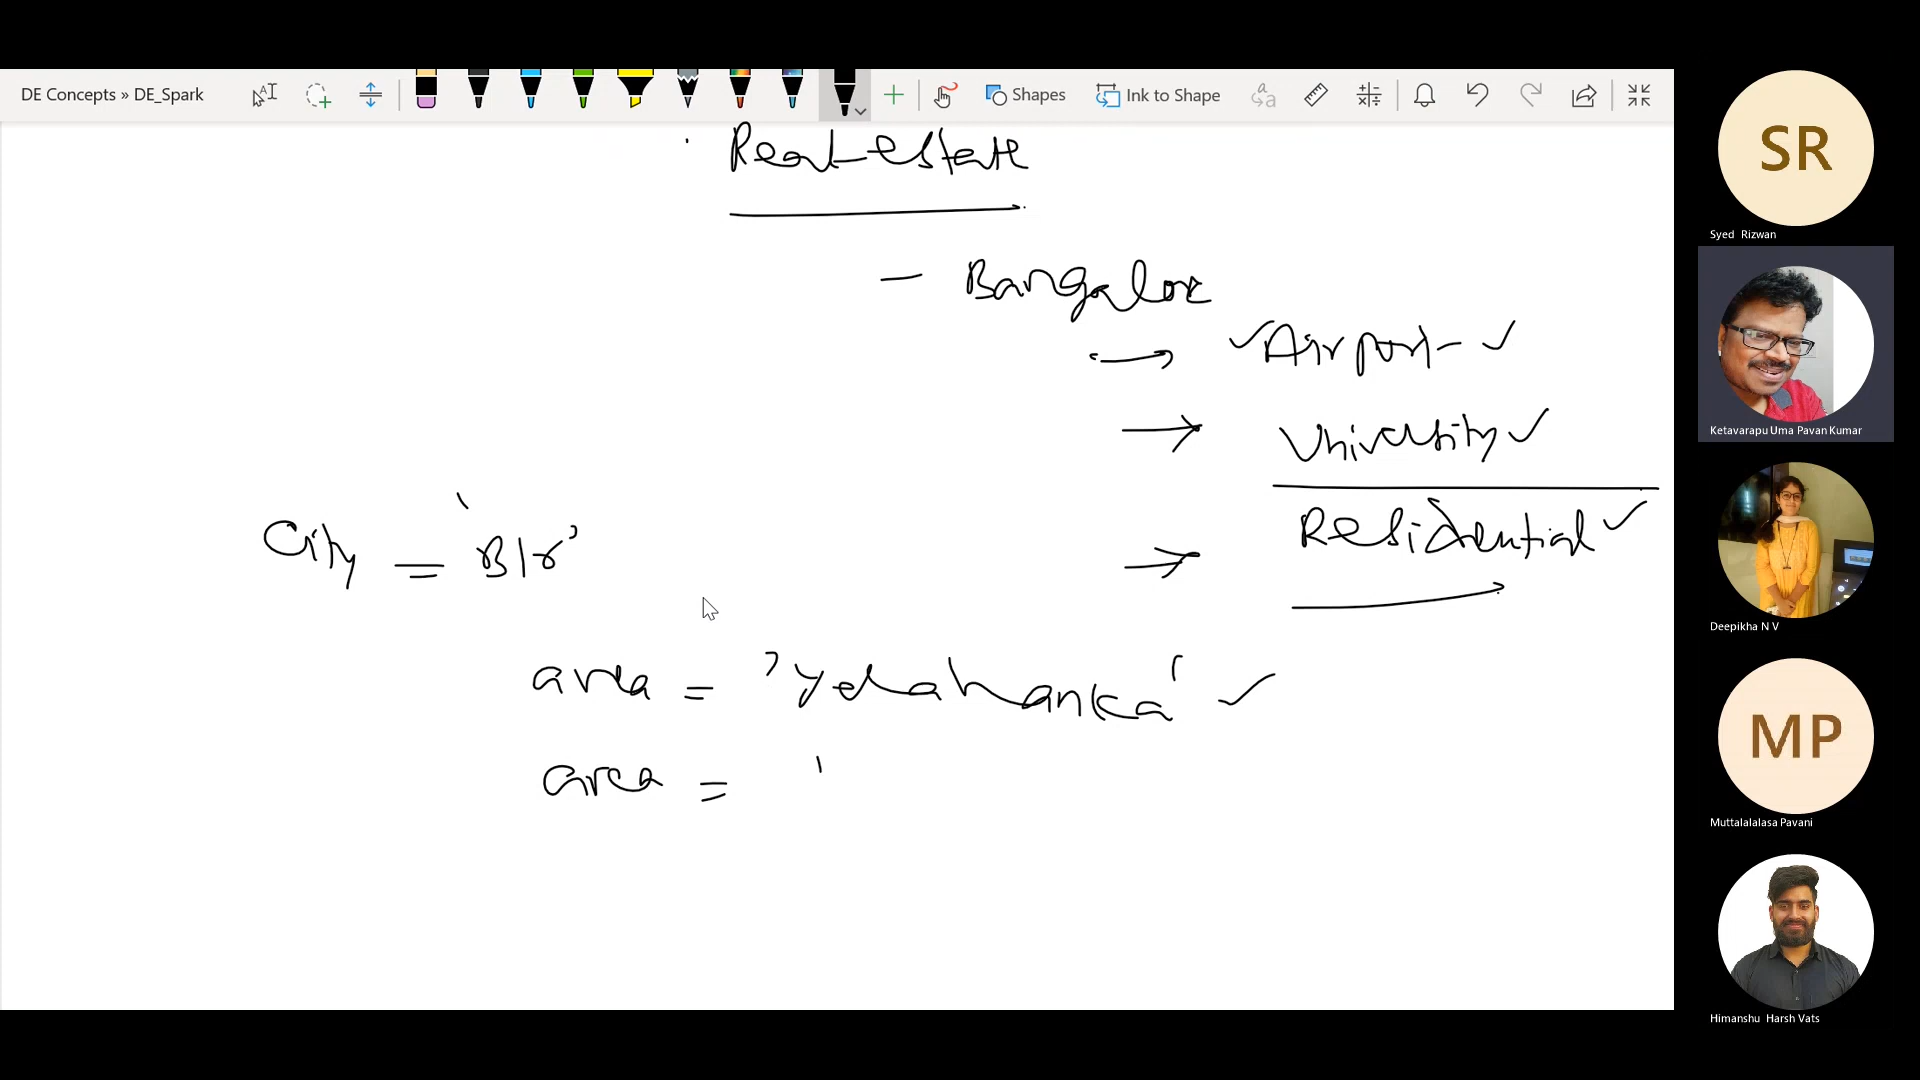 DE Concepts » DE_Spark
Shapes
Ink to Shape
Real-estate
- Bangalore
→ ✓ Airport - ✓
→ University ✓
→ Residential ✓
City = 'Blr'
area = 'Yelahanka' ✓
area = '
SR
Syed Rizwan
Ketavarapu Uma Pavan Kumar
Deepikha N V
MP
Muttalalalasa Pavani
Himanshu Harsh Vats